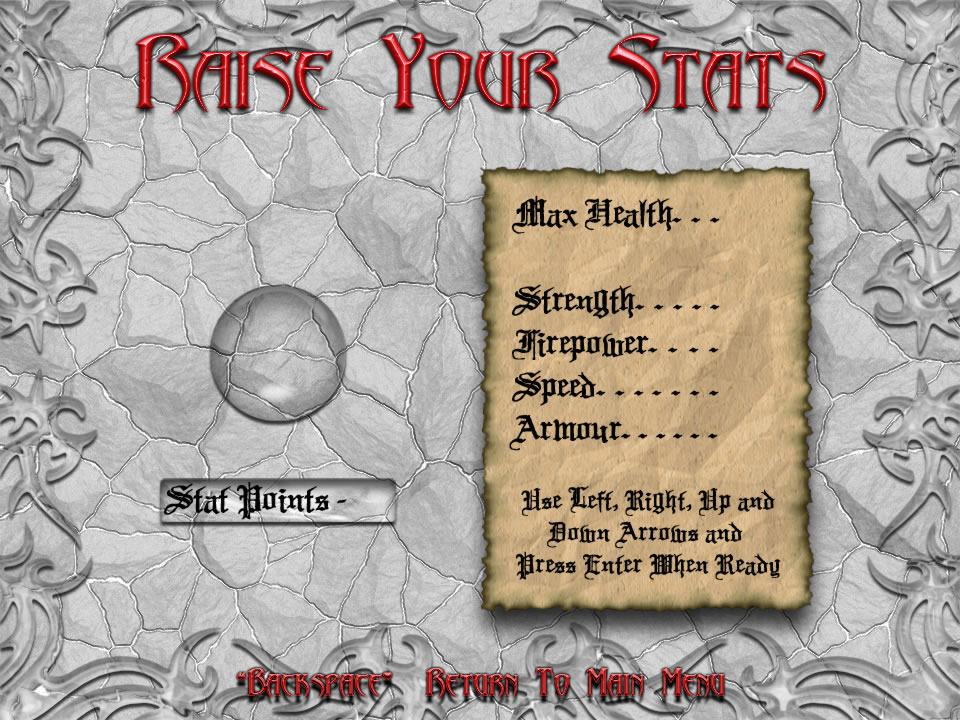 Raise Your Stats
Max Health. . .
Strength. . . . .
Firepower. . . .
Speed. . . . . . .
Armour. . . . . .
Stat Points -
Use Left, Right, Up and
Down Arrows and
Press Enter When Ready
"Backspace" Return To Main Menu